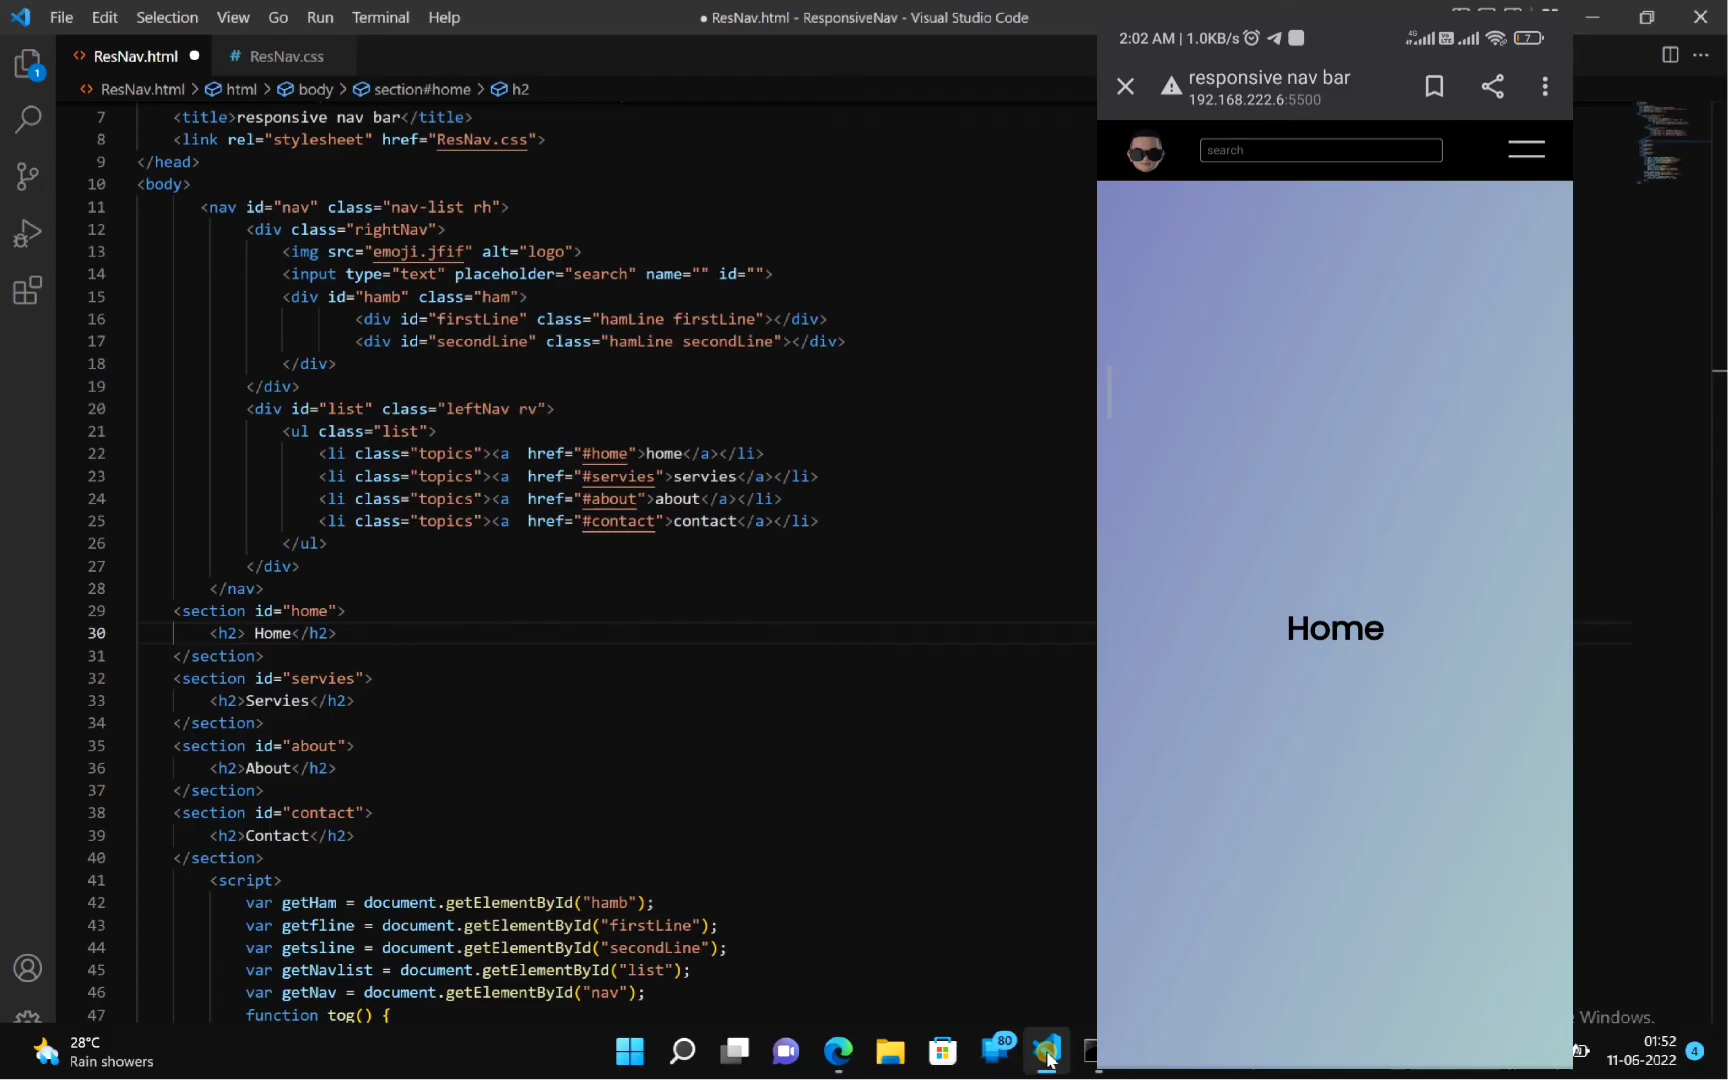 File Edit Selection View Go Run Terminal Help
● ResNav.html - ResponsiveNav - Visual Studio Code
ResNav.html ●
# ResNav.css
ResNav.html > html > body > section#home > h2
1
7 <title>responsive nav bar</title>
8 <link rel="stylesheet" href="ResNav.css">
9 </head>
10 <body>
11 <nav id="nav" class="nav-list rh">
12 <div class="rightNav">
13 <img src="emoji.jfif" alt="logo">
14 <input type="text" placeholder="search" name="" id="">
15 <div id="hamb" class="ham">
16 <div id="firstLine" class="hamLine firstLine"></div>
17 <div id="secondLine" class="hamLine secondLine"></div>
18 </div>
19 </div>
20 <div id="list" class="leftNav rv">
21 <ul class="list">
22 <li class="topics"><a  href="#home">home</a></li>
23 <li class="topics"><a  href="#servies">servies</a></li>
24 <li class="topics"><a  href="#about">about</a></li>
25 <li class="topics"><a  href="#contact">contact</a></li>
26 </ul>
27 </div>
28 </nav>
29 <section id="home">
30 <h2> Home</h2>
31 </section>
32 <section id="servies">
33 <h2>Servies</h2>
34 </section>
35 <section id="about">
36 <h2>About</h2>
37 </section>
38 <section id="contact">
39 <h2>Contact</h2>
40 </section>
41 <script>
42 var getHam = document.getElementById("hamb");
43 var getfline = document.getElementById("firstLine");
44 var getsline = document.getElementById("secondLine");
45 var getNavlist = document.getElementById("list");
46 var getNav = document.getElementById("nav");
47 function tog() {
2:02 AM | 1.0KB/s
4G
7
responsive nav bar
192.168.222.6:5500
search
Home
Windows.
28°C
Rain showers
80
01:52
11-06-2022
4